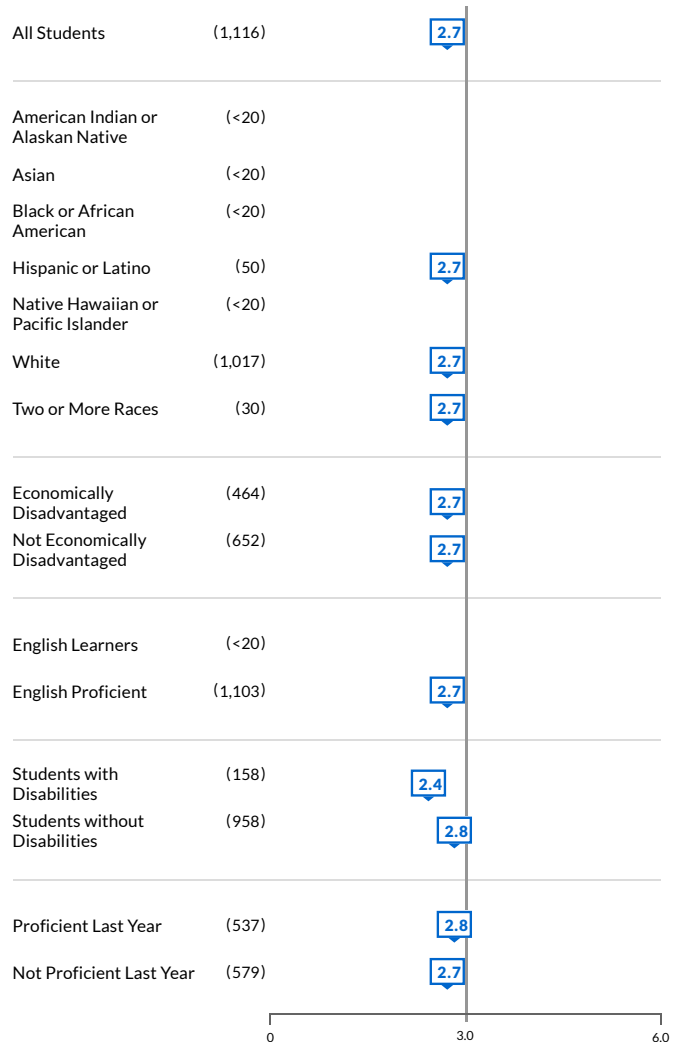 All Students (1,116) 2.7
American Indian or (<20)
Alaskan Native
Asian (<20)
Black or African (<20)
American
Hispanic or Latino (50) 2.7
Native Hawaiian or (<20)
Pacific Islander
White (1,017) 2.7
Two or More Races (30) 2.7
Economically (464) 2.7
Disadvantaged
Not Economically (652) 2.7
Disadvantaged
English Learners (<20)
English Proficient (1,103) 2.7
Students with (158) 2.4
Disabilities
Students without (958) 2.8
Disabilities
Proficient Last Year (537) 2.8
Not Proficient Last Year (579) 2.7
0 3.0 6.0